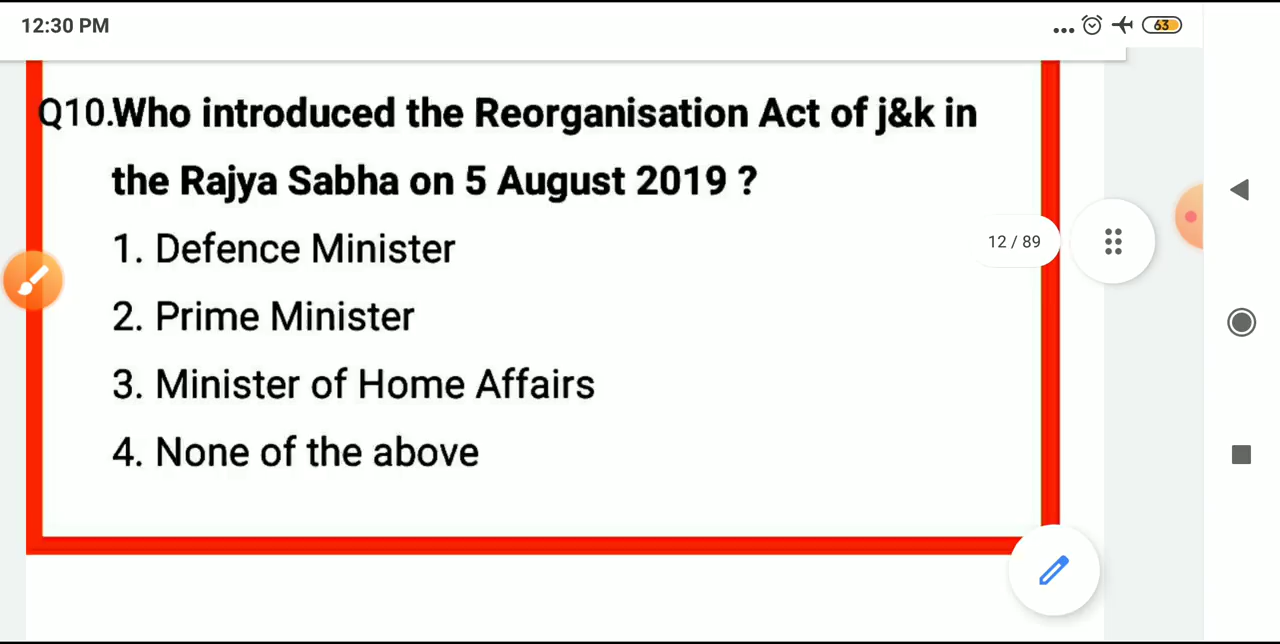 12:30 PM
63
Q10.Who introduced the Reorganisation Act of j&k in
the Rajya Sabha on 5 August 2019 ?
12 / 89
1. Defence Minister
2. Prime Minister
3. Minister of Home Affairs
4. None of the above